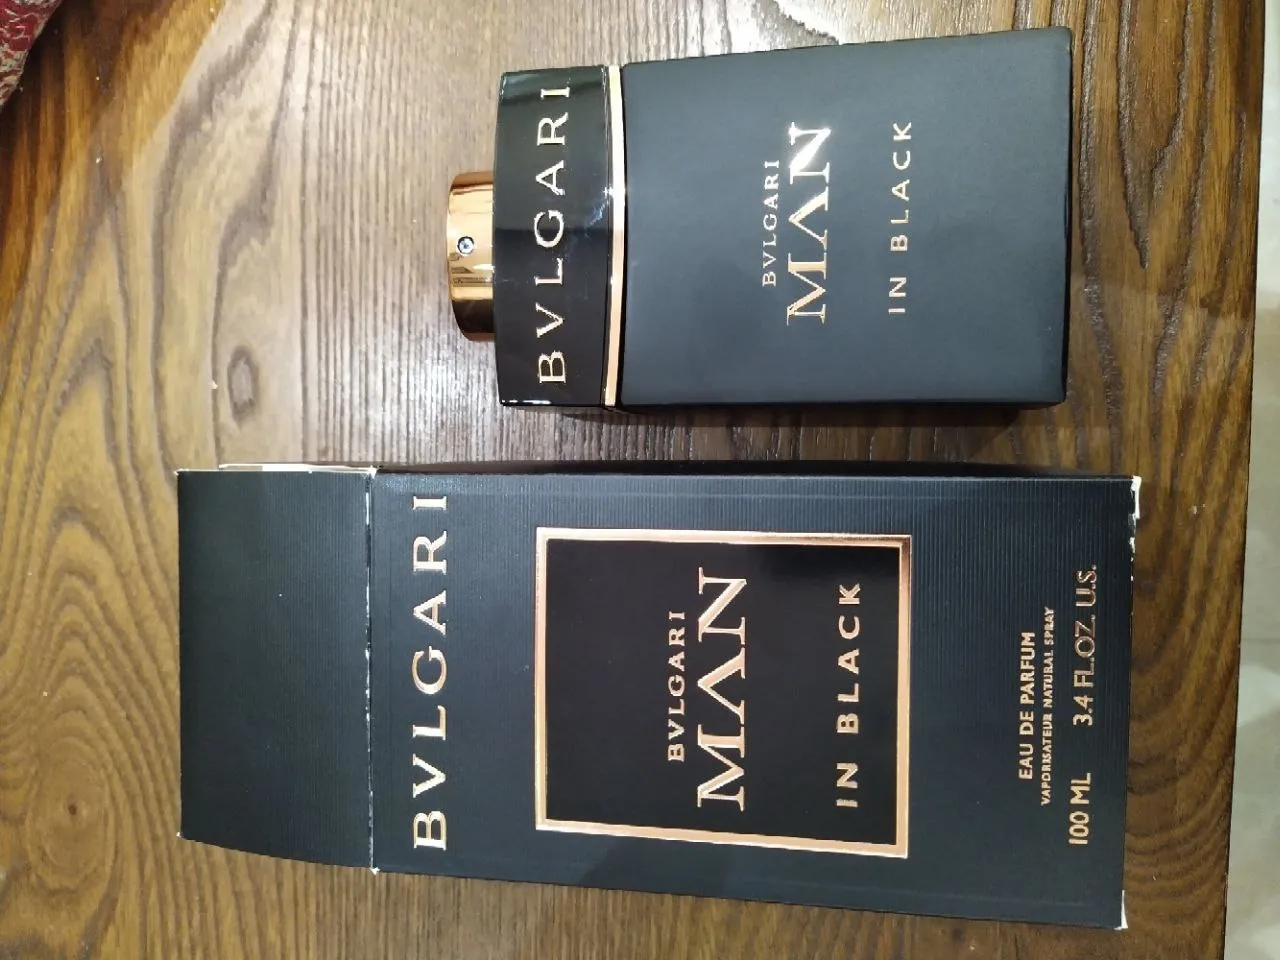 BVLGARI
BVLGARI
MAN
IN BLACK
BVLGARI
BVLGARI
MAN
IN BLACK
EAU DE PARFUM
VAPORISATEUR NATURAL SPRAY
100 ML 3.4 FL.OZ. U.S.